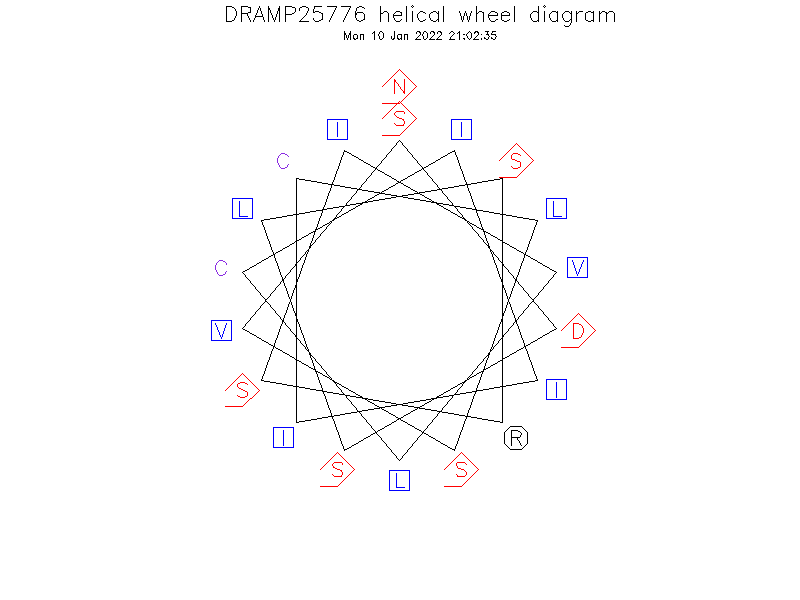 DRAMP25776 helical wheel diagram
Mon 10 Jan 2022 21:02:35
N
S
I I
C S
L L
C V
V D
S I
I R
S L S